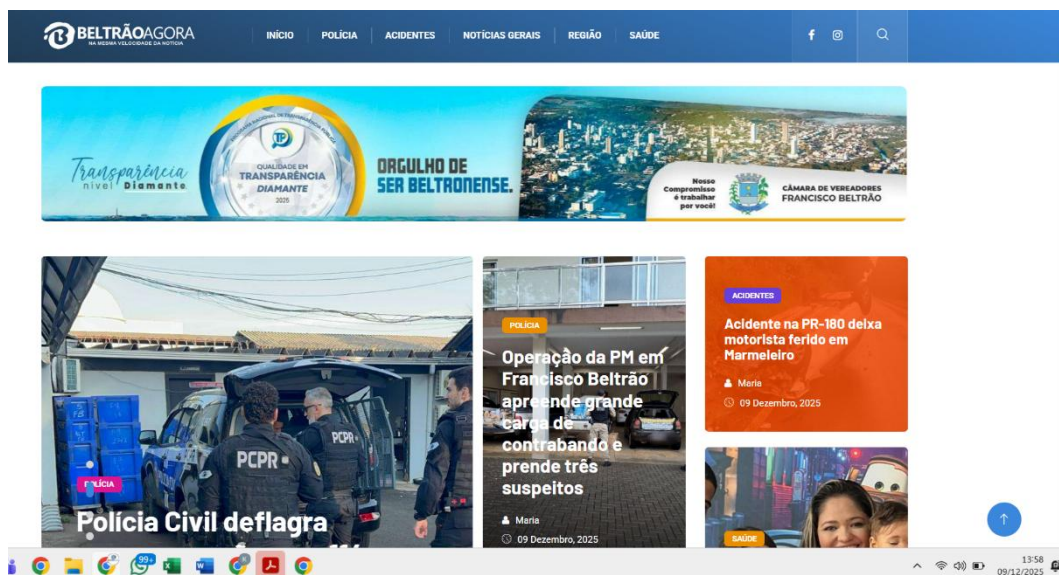 BELTRÃOAGORA
NA MESMA VELOCIDADE DA NOTÍCIA
INÍCIO
POLÍCIA
ACIDENTES
NOTÍCIAS GERAIS
REGIÃO
SAÚDE
Transparência
nível Diamante
QUALIDADE EM
TRANSPARÊNCIA
DIAMANTE
2025
ORGULHO DE
SER BELTRONENSE.
Nosso
Compromisso
é trabalhar
por você!
CÂMARA DE VEREADORES
FRANCISCO BELTRÃO
PCPR
PCPR
POLÍCIA
Polícia Civil deflagra
POLÍCIA
Operação da PM em
Francisco Beltrão
apreende grande
carga de
contrabando e
prende três
suspeitos
Maria
09 Dezembro, 2025
ACIDENTES
Acidente na PR-180 deixa
motorista ferido em
Marmeleiro
Maria
09 Dezembro, 2025
SAÚDE
99+
13:58
09/12/2025